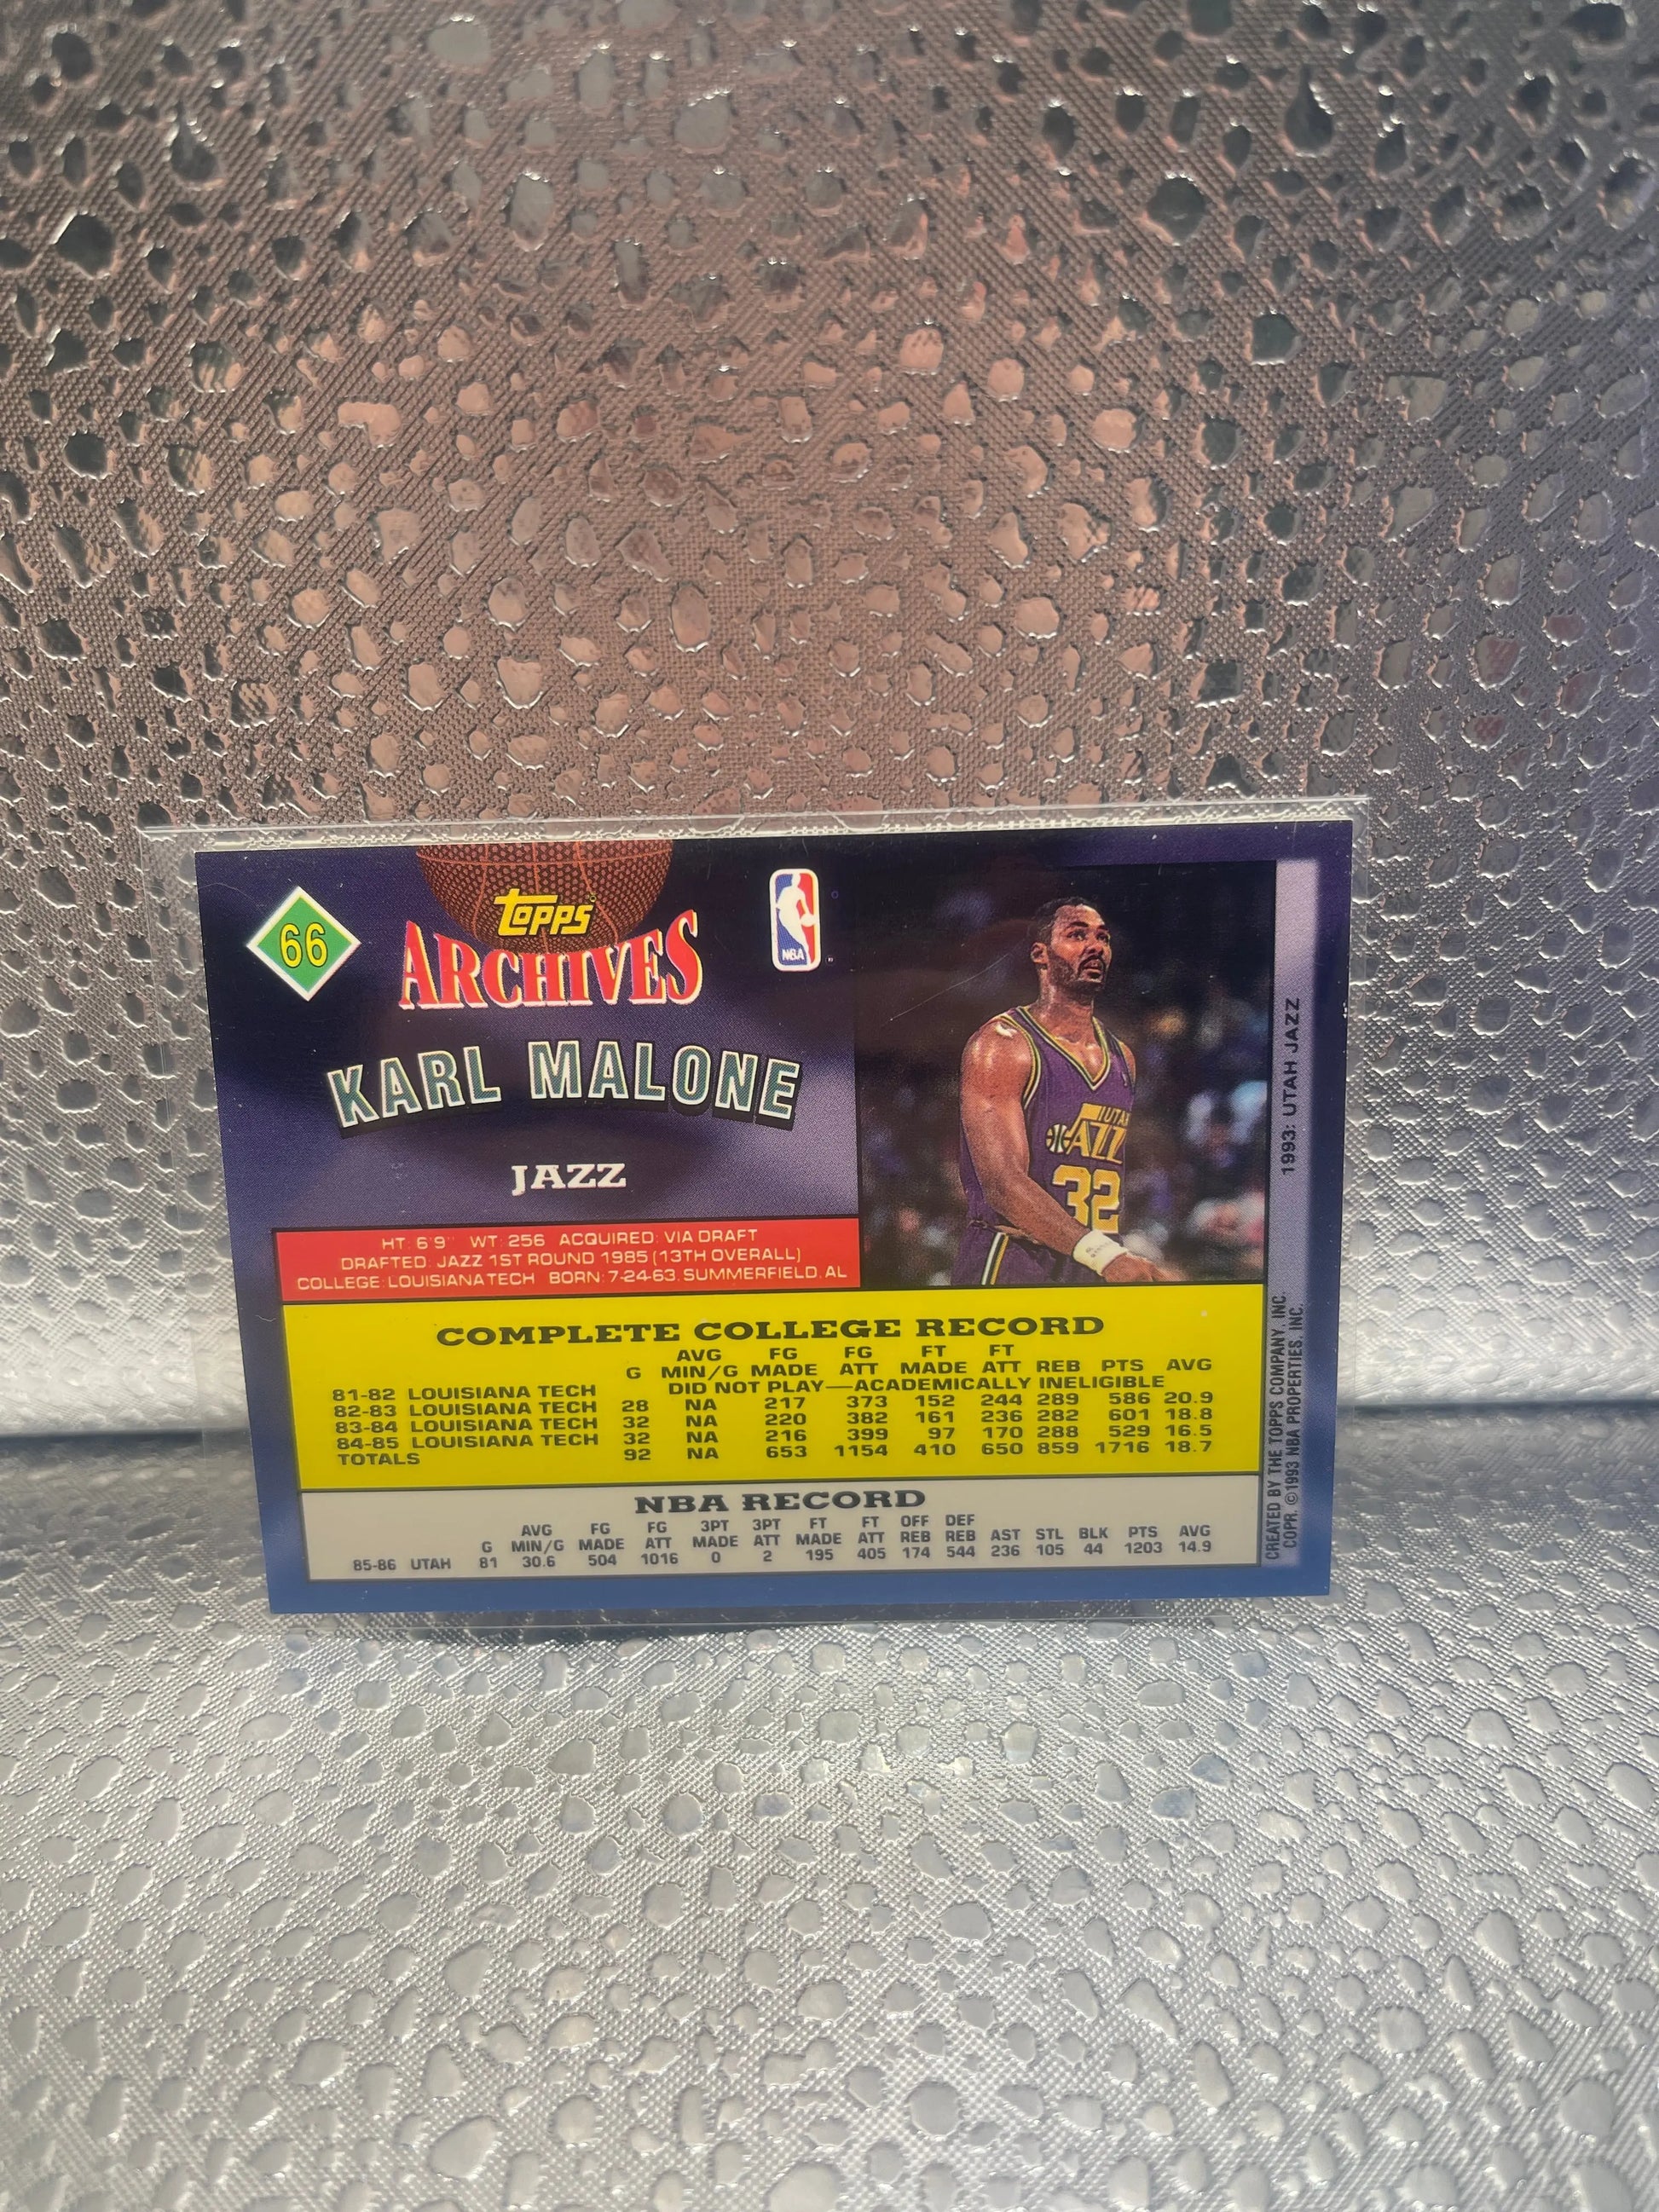 66
topps
ARCHIVES
NBA
KARL MALONE
JAZZ
HT: 6'9" WT: 256 ACQUIRED: VIA DRAFT
DRAFTED: JAZZ 1ST ROUND 1985 (13TH OVERALL)
COLLEGE: LOUISIANA TECH BORN: 7-24-63, SUMMERFIELD, AL
UTAH
JAZZ
32
1993: UTAH JAZZ
COMPLETE COLLEGE RECORD
AVG FG FG FT FT
G MIN/G MADE ATT MADE ATT REB PTS AVG
81-82 LOUISIANA TECH DID NOT PLAY—ACADEMICALLY INELIGIBLE
82-83 LOUISIANA TECH 28 NA 217 373 152 244 289 586 20.9
83-84 LOUISIANA TECH 32 NA 220 382 161 236 282 601 18.8
84-85 LOUISIANA TECH 32 NA 216 399 97 170 288 529 16.5
TOTALS 92 NA 653 1154 410 650 859 1716 18.7
NBA RECORD
AVG FG FG 3PT 3PT FT FT OFF DEF
G MIN/G MADE ATT MADE ATT MADE ATT REB REB AST STL BLK PTS AVG
85-86 UTAH 81 30.6 504 1016 0 2 195 405 174 544 236 105 44 1203 14.9
CREATED BY THE TOPPS COMPANY, INC.
COPR. ©1993 NBA PROPERTIES, INC.